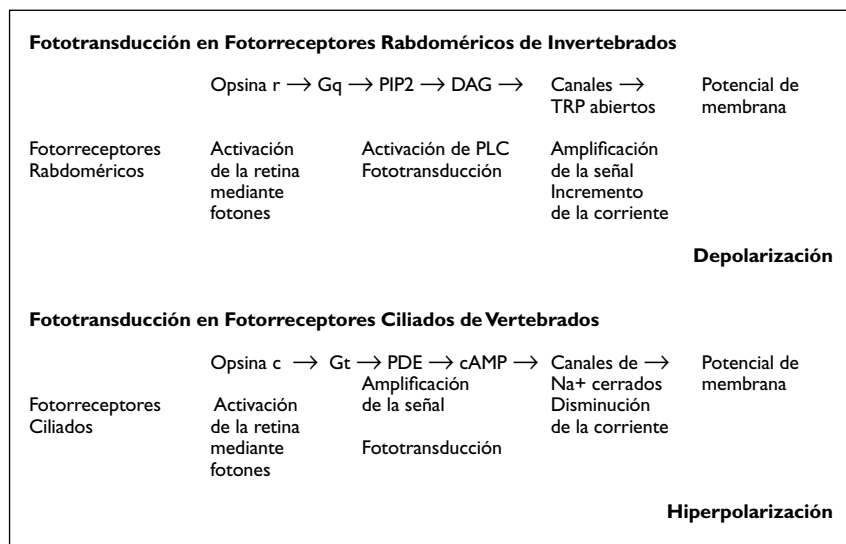 Fototransducción en Fotorreceptores Rabdoméricos de Invertebrados
Opsina r → Gq → PIP2 → DAG → Canales → Potencial de
TRP abiertos membrana
Fotorreceptores Activación Activación de PLC Amplificación
Rabdoméricos de la retina Fototransducción de la señal
mediante Incremento
fotones de la corriente
Depolarización
Fototransducción en Fotorreceptores Ciliados de Vertebrados
Opsina c → Gt → PDE → cAMP → Canales de → Potencial de
Amplificación Na+ cerrados membrana
Fotorreceptores Activación de la señal Disminución
Ciliados de la retina de la corriente
mediante Fototransducción
fotones
Hiperpolarización